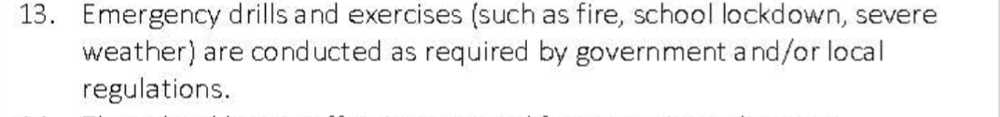 13. Emergency drills and exercises (such as fire, school lockdown, severe
weather) are conducted as required by government and/or local
regulations.